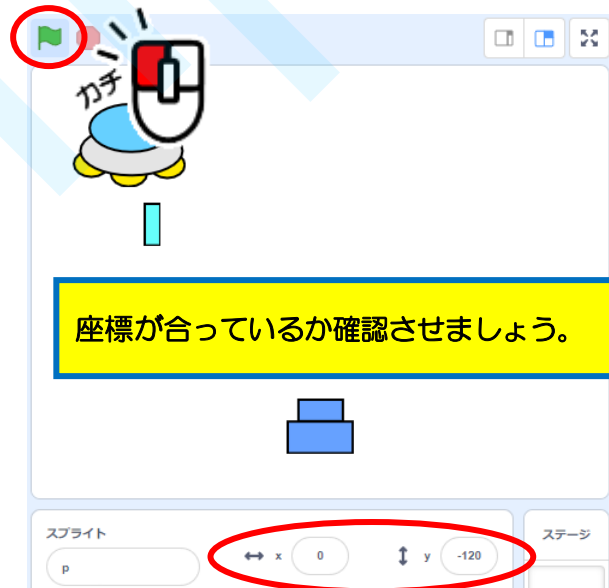 カチ
座標が合っているか確認させましょう。
スプライト
ステージ
x 0 y -120
p